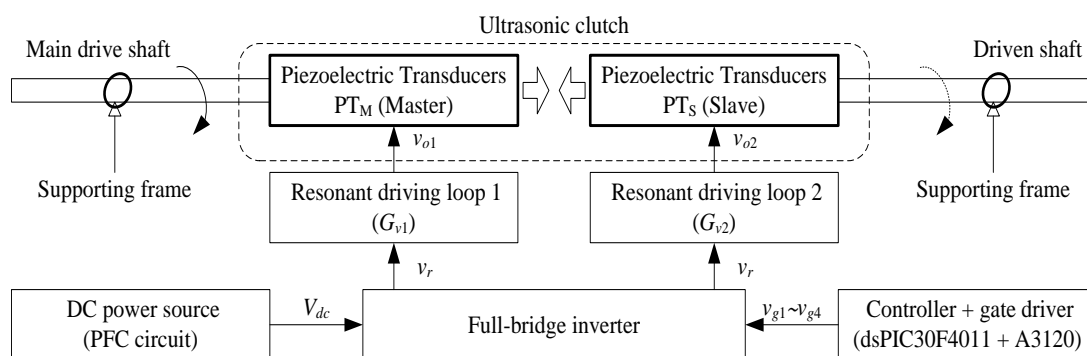 Ultrasonic clutch
Main drive shaft
Driven shaft
Piezoelectric Transducers
PTM (Master)
Piezoelectric Transducers
PTS (Slave)
vo1
vo2
Supporting frame
Supporting frame
Resonant driving loop 1
(Gv1)
Resonant driving loop 2
(Gv2)
vr
vr
DC power source
(PFC circuit)
Vdc
Full-bridge inverter
vg1~vg4
Controller + gate driver
(dsPIC30F4011 + A3120)